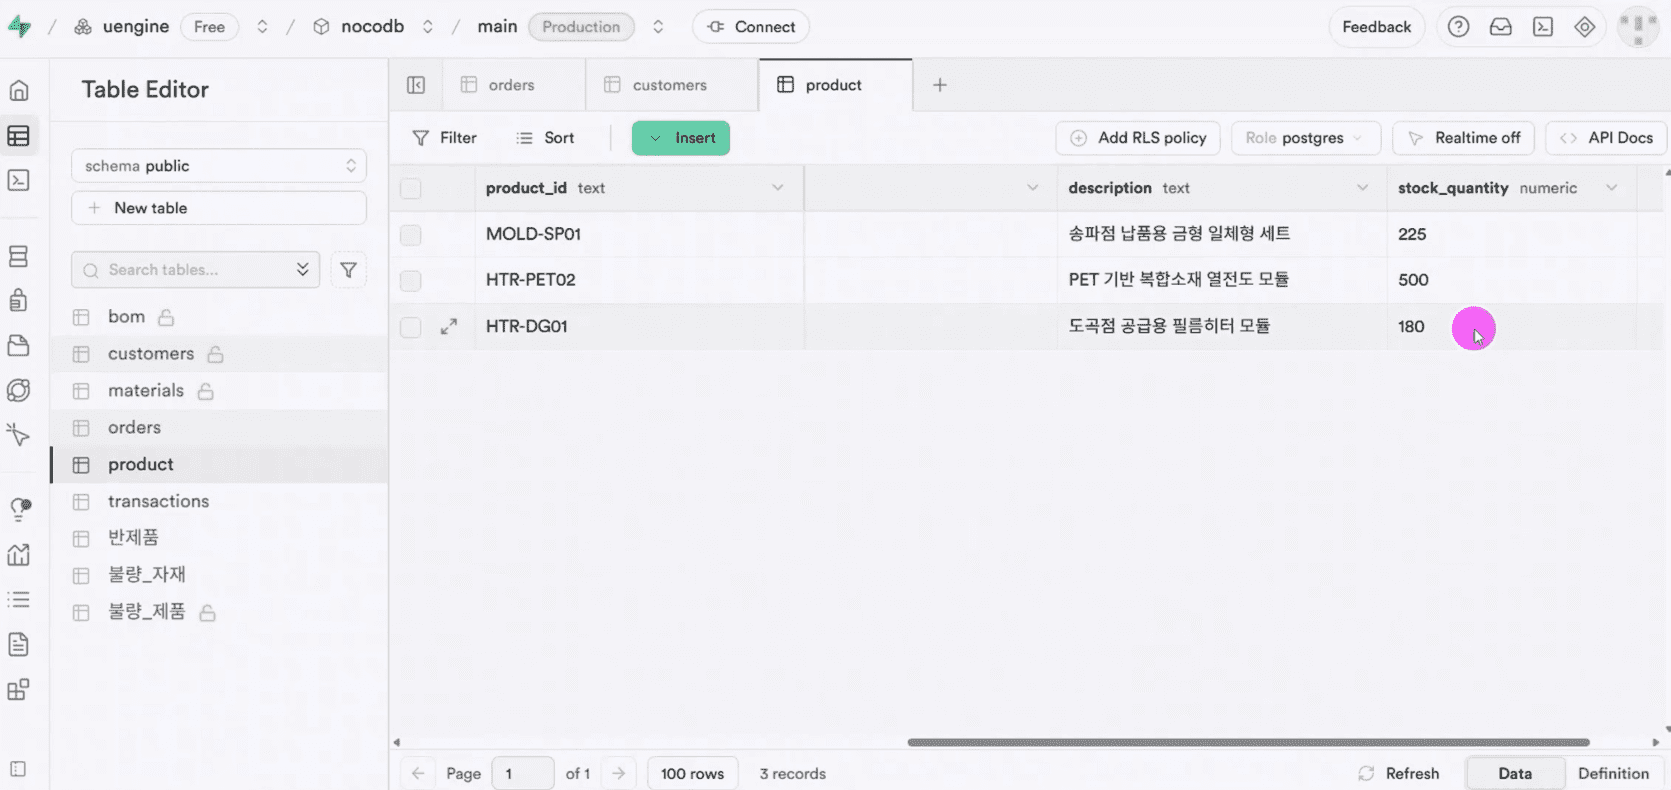 uengine Free nocodb main Production Connect Feedback
Table Editor
orders customers product
schema public
New table
Search tables...
bom
customers
materials
orders
product
transactions
반제품
불량_자재
불량_제품
Filter Sort Insert Add RLS policy Role postgres Realtime off API Docs
product_id text description text stock_quantity numeric
MOLD-SP01 송파점 납품용 금형 일체형 세트 225
HTR-PET02 PET 기반 복합소재 열전도 모듈 500
HTR-DG01 도곡점 공급용 필름히터 모듈 180
Page 1 of 1 100 rows 3 records Refresh Data Definition